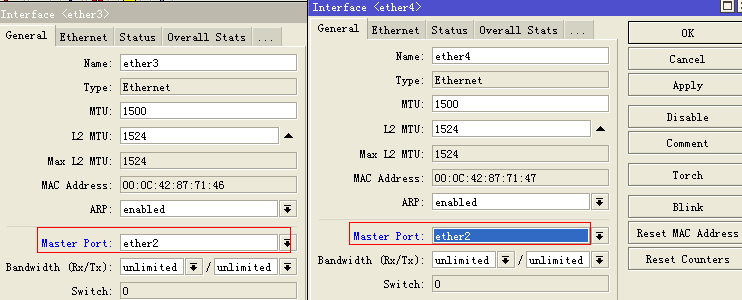 Interface <ether3>
General Ethernet Status Overall Stats ...
Name: ether3
Type: Ethernet
MTU: 1500
L2 MTU: 1524
Max L2 MTU: 1524
MAC Address: 00:0C:42:87:71:46
ARP: enabled
Master Port: ether2
Bandwidth (Rx/Tx): unlimited / unlimited
Switch: 0
Interface <ether4>
General Ethernet Status Overall Stats ...
Name: ether4
Type: Ethernet
MTU: 1500
L2 MTU: 1524
Max L2 MTU: 1524
MAC Address: 00:0C:42:87:71:47
ARP: enabled
Master Port: ether2
Bandwidth (Rx/Tx): unlimited / unlimited
Switch: 0
OK
Cancel
Apply
Disable
Comment
Torch
Blink
Reset MAC Address
Reset Counters